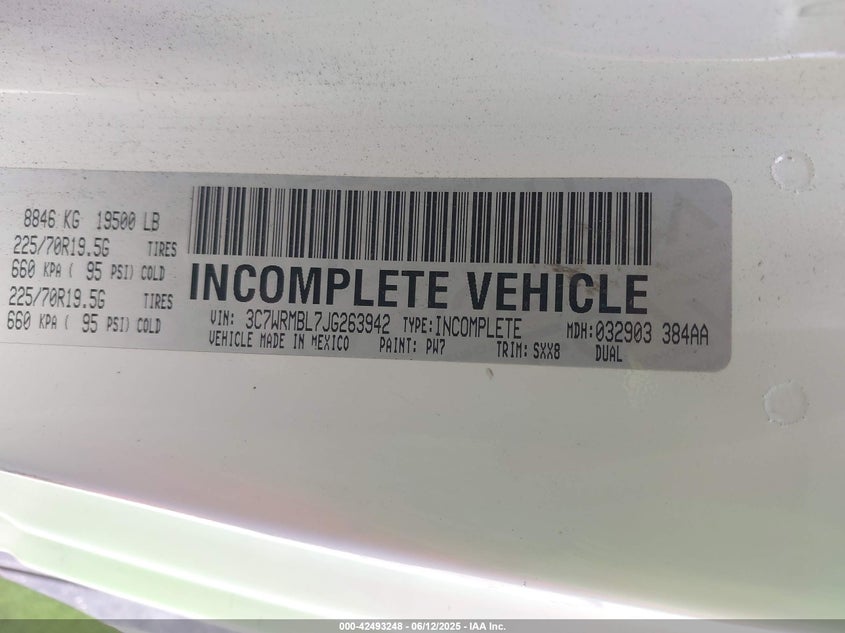 8846 KG 19500 LB
225/70R19.5G TIRES
660 KPA ( 95 PSI) COLD
225/70R19.5G TIRES
660 KPA ( 95 PSI) COLD
INCOMPLETE VEHICLE
VIN: 3C7WRMBL7JG263942 TYPE: INCOMPLETE MDH: 032903 384AA
VEHICLE MADE IN MEXICO PAINT: PW7 TRIM: SXX8 DUAL
000-42493248 - 06/12/2025 - IAA Inc.